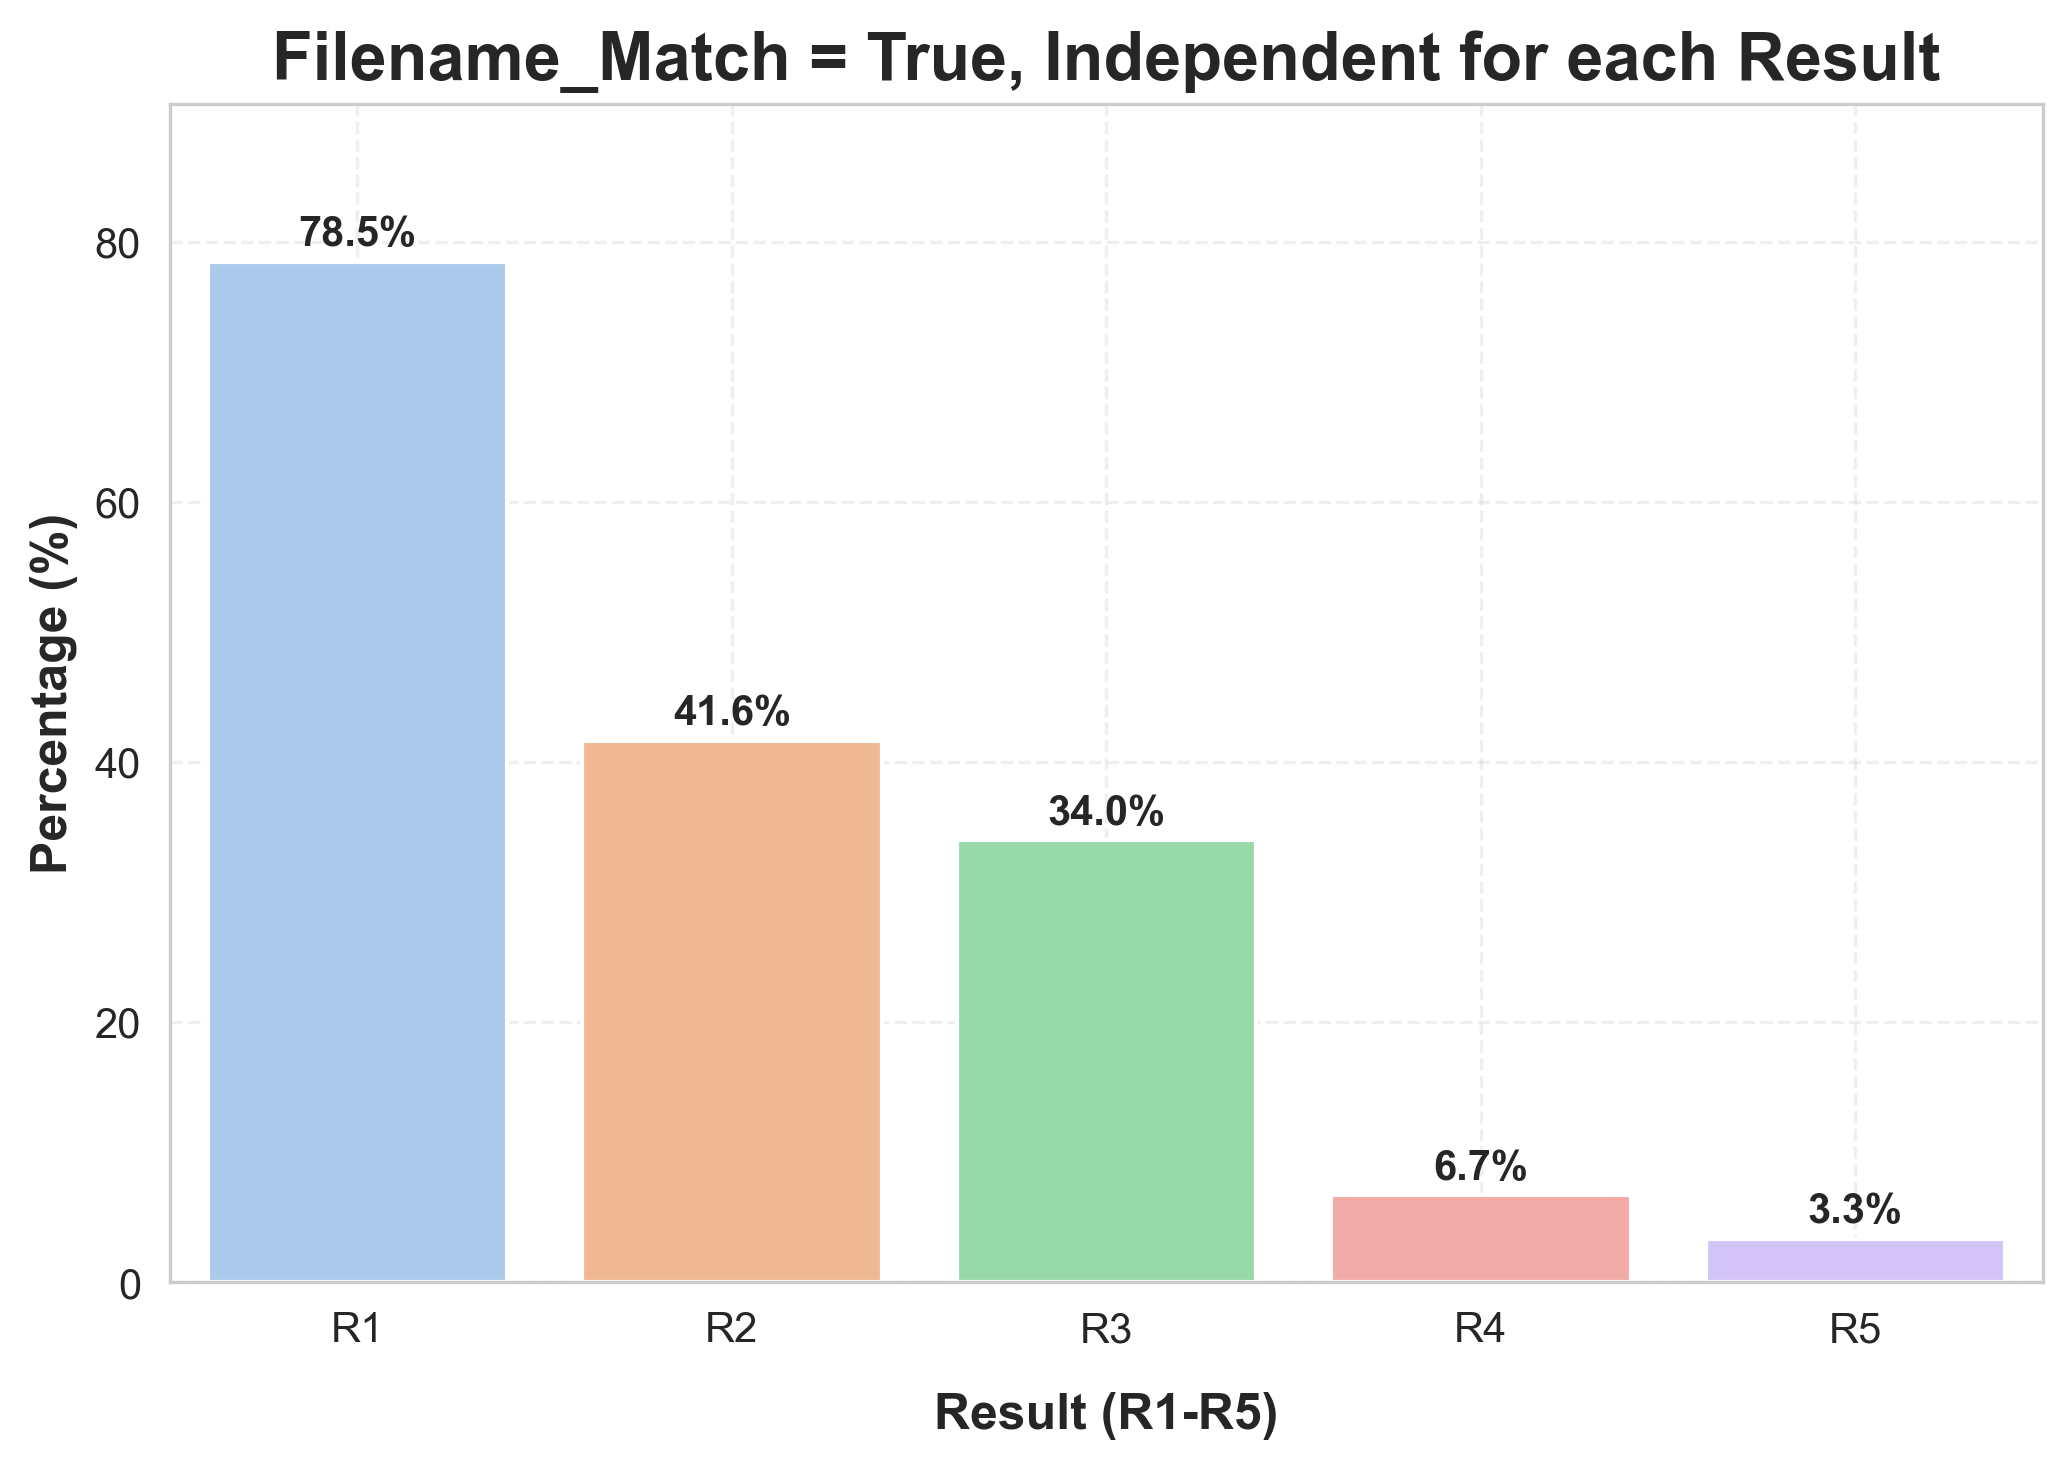 Filename_Match = True, Independent for each Result
Percentage (%)
80
60
40
20
0
78.5%
41.6%
34.0%
6.7%
3.3%
R1
R2
R3
R4
R5
Result (R1-R5)